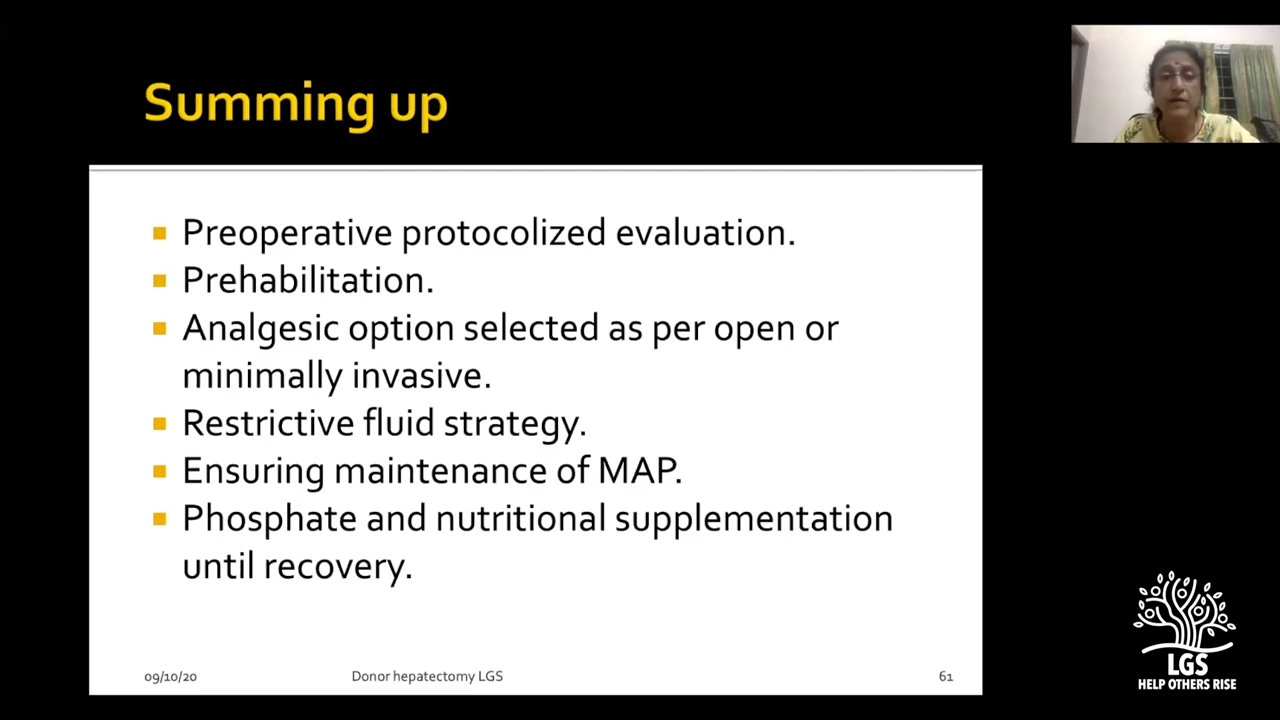 Summing up
Preoperative protocolized evaluation.
Prehabilitation.
Analgesic option selected as per open or
minimally invasive.
Restrictive fluid strategy.
Ensuring maintenance of MAP.
Phosphate and nutritional supplementation
until recovery.
09/10/20 Donor hepatectomy LGS 61
LGS
HELP OTHERS RISE